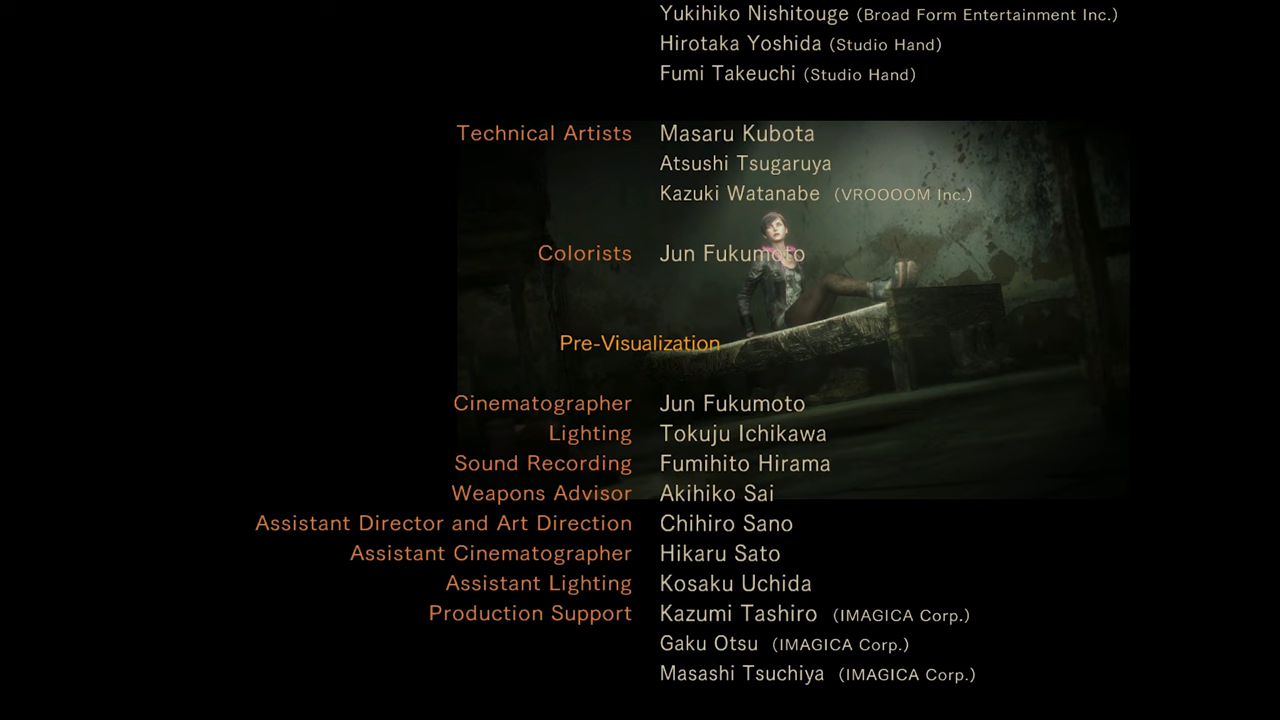 Yukihiko Nishitouge (Broad Form Entertainment Inc.)
Hirotaka Yoshida (Studio Hand)
Fumi Takeuchi (Studio Hand)
Technical Artists Masaru Kubota
Atsushi Tsugaruya
Kazuki Watanabe (VROOOOM Inc.)
Colorists Jun Fukumoto
Pre-Visualization
Cinematographer Jun Fukumoto
Lighting Tokuju Ichikawa
Sound Recording Fumihito Hirama
Weapons Advisor Akihiko Sai
Assistant Director and Art Direction Chihiro Sano
Assistant Cinematographer Hikaru Sato
Assistant Lighting Kosaku Uchida
Production Support Kazumi Tashiro (IMAGICA Corp.)
Gaku Otsu (IMAGICA Corp.)
Masashi Tsuchiya (IMAGICA Corp.)